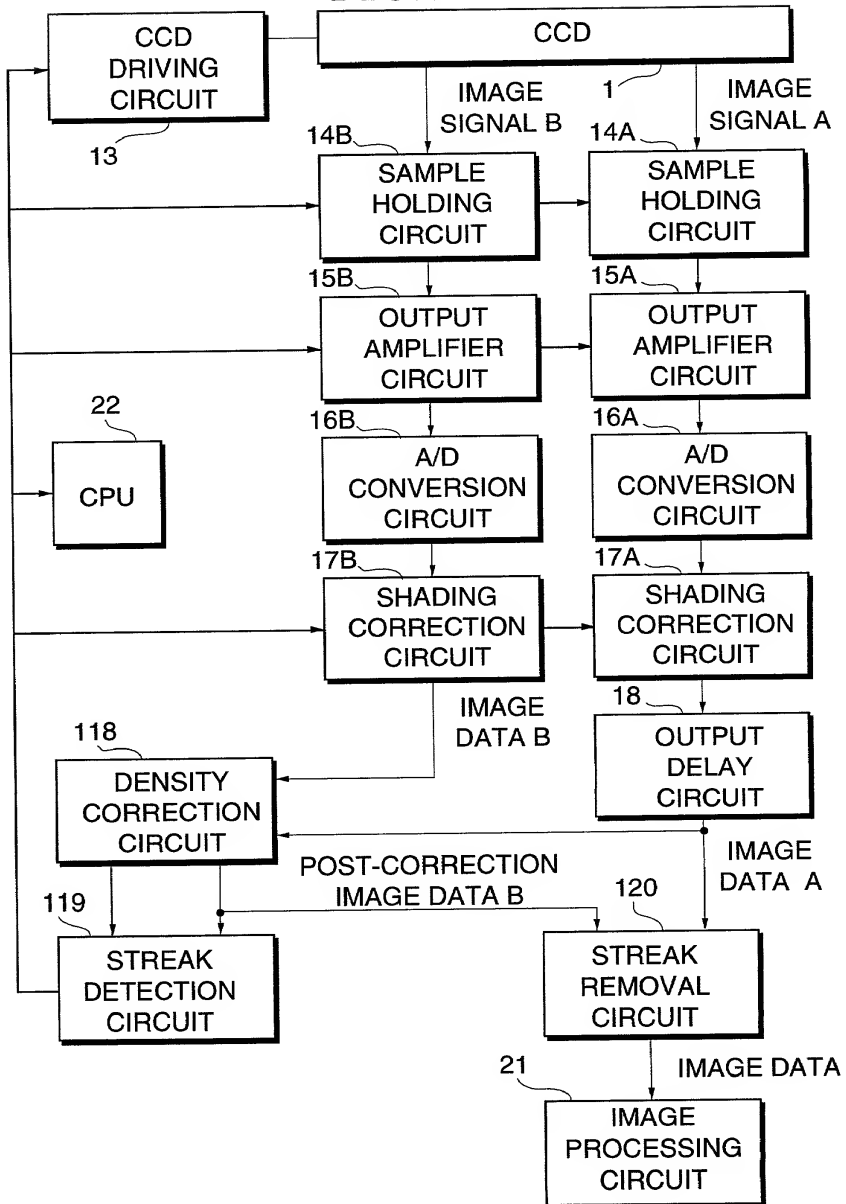 CCD
DRIVING
CIRCUIT
13
CCD
1
IMAGE
SIGNAL B
IMAGE
SIGNAL A
14B
SAMPLE
HOLDING
CIRCUIT
14A
SAMPLE
HOLDING
CIRCUIT
15B
OUTPUT
AMPLIFIER
CIRCUIT
15A
OUTPUT
AMPLIFIER
CIRCUIT
22
CPU
16B
A/D
CONVERSION
CIRCUIT
16A
A/D
CONVERSION
CIRCUIT
17B
SHADING
CORRECTION
CIRCUIT
17A
SHADING
CORRECTION
CIRCUIT
IMAGE
DATA B
18
OUTPUT
DELAY
CIRCUIT
118
DENSITY
CORRECTION
CIRCUIT
IMAGE
DATA A
POST-CORRECTION
IMAGE DATA B
119
STREAK
DETECTION
CIRCUIT
120
STREAK
REMOVAL
CIRCUIT
IMAGE DATA
21
IMAGE
PROCESSING
CIRCUIT